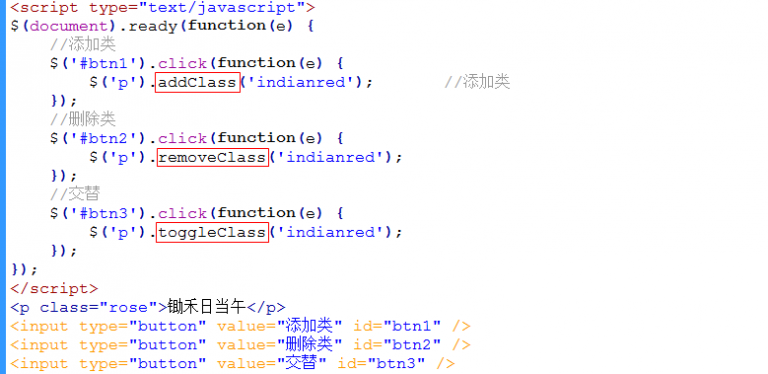 <script type="text/javascript">
$(document).ready(function(e) {
    //添加类
    $('#btn1').click(function(e) {
        $('p').addClass('indianred');        //添加类
    });
    //删除类
    $('#btn2').click(function(e) {
        $('p').removeClass('indianred');
    });
    //交替
    $('#btn3').click(function(e) {
        $('p').toggleClass('indianred');
    });
});
</script>
<p class="rose">锄禾日当午</p>
<input type="button" value="添加类" id="btn1" />
<input type="button" value="删除类" id="btn2" />
<input type="button" value="交替" id="btn3" />